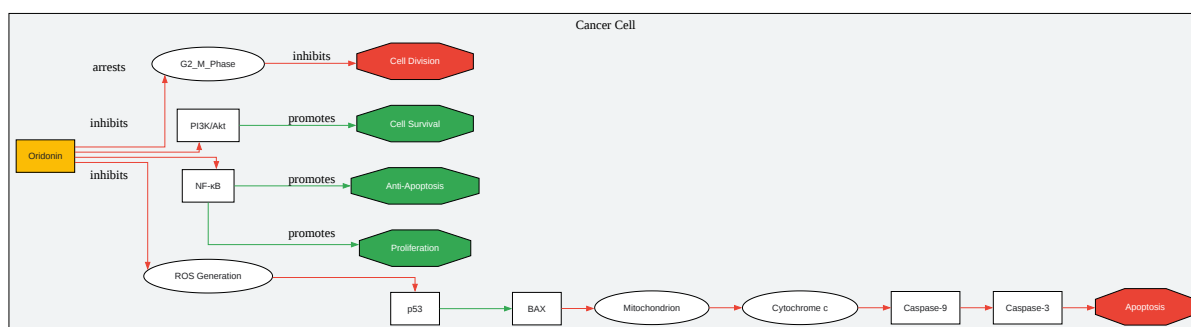 Cancer Cell
arrests
G2_M_Phase
inhibits
Cell Division
inhibits
PI3K/Akt
promotes
Cell Survival
Oridonin
inhibits
NF-κB
promotes
Anti-Apoptosis
promotes
Proliferation
ROS Generation
p53
BAX
Mitochondrion
Cytochrome c
Caspase-9
Caspase-3
Apoptosis